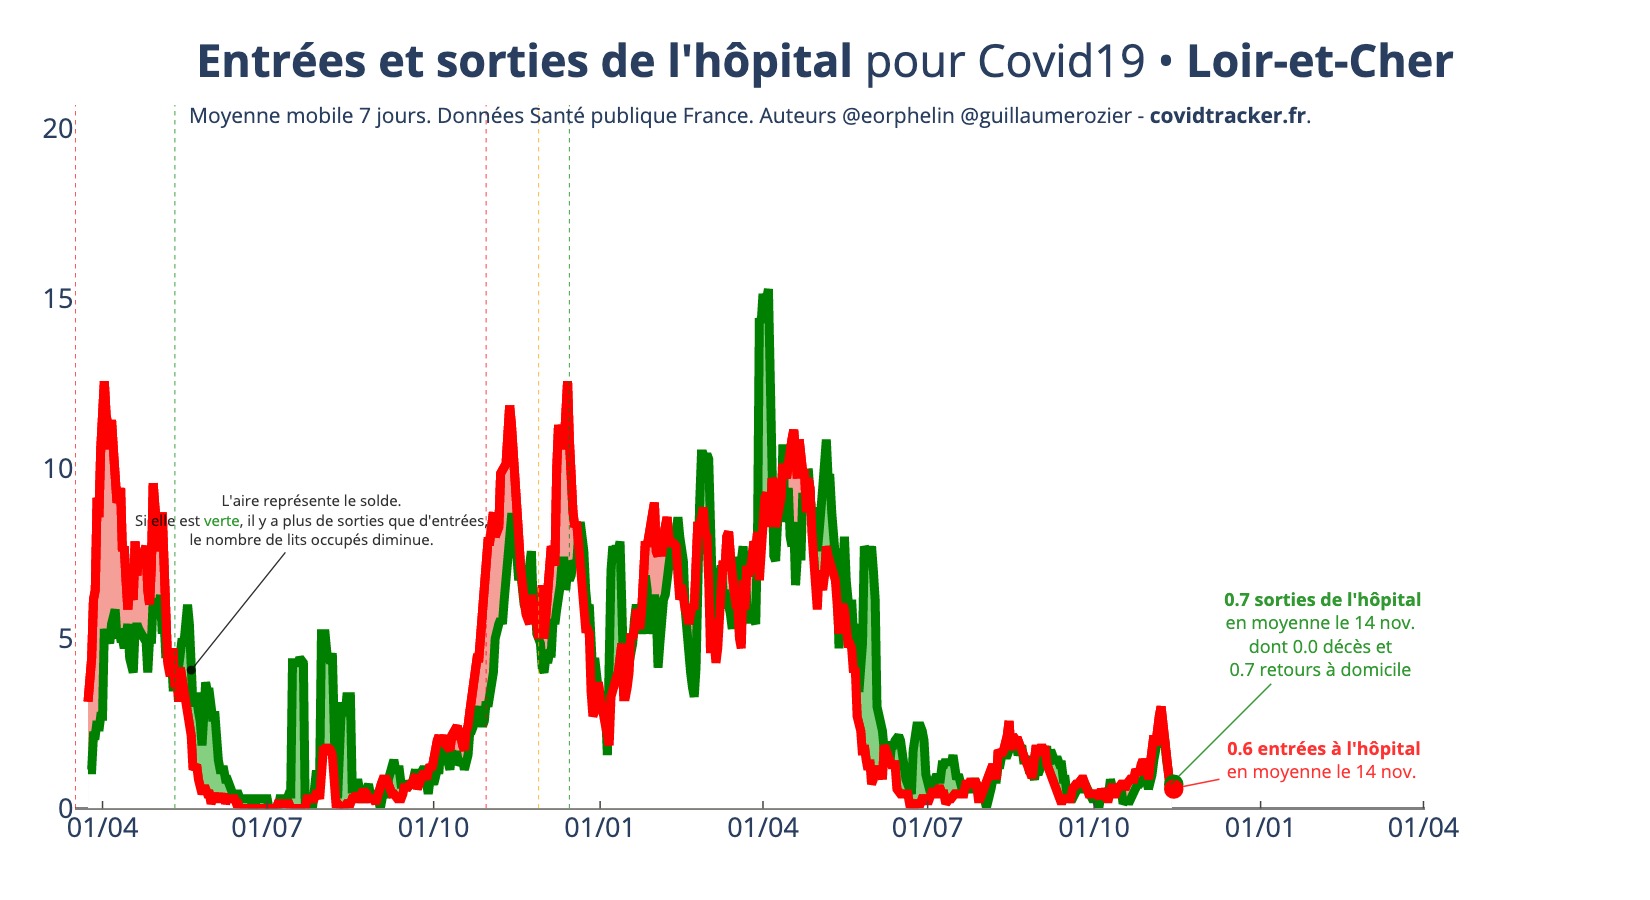 Entrées et sorties de l'hôpital pour Covid19 • Loir-et-Cher
Moyenne mobile 7 jours. Données Santé publique France. Auteurs @eorphelin @guillaumerozier - covidtracker.fr.
20
15
10
5
0
L'aire représente le solde.
Si elle est verte, il y a plus de sorties que d'entrées,
le nombre de lits occupés diminue.
0.7 sorties de l'hôpital
en moyenne le 14 nov.
dont 0.0 décès et
0.7 retours à domicile
0.6 entrées à l'hôpital
en moyenne le 14 nov.
01/04 01/07 01/10 01/01 01/04 01/07 01/10 01/01 01/04